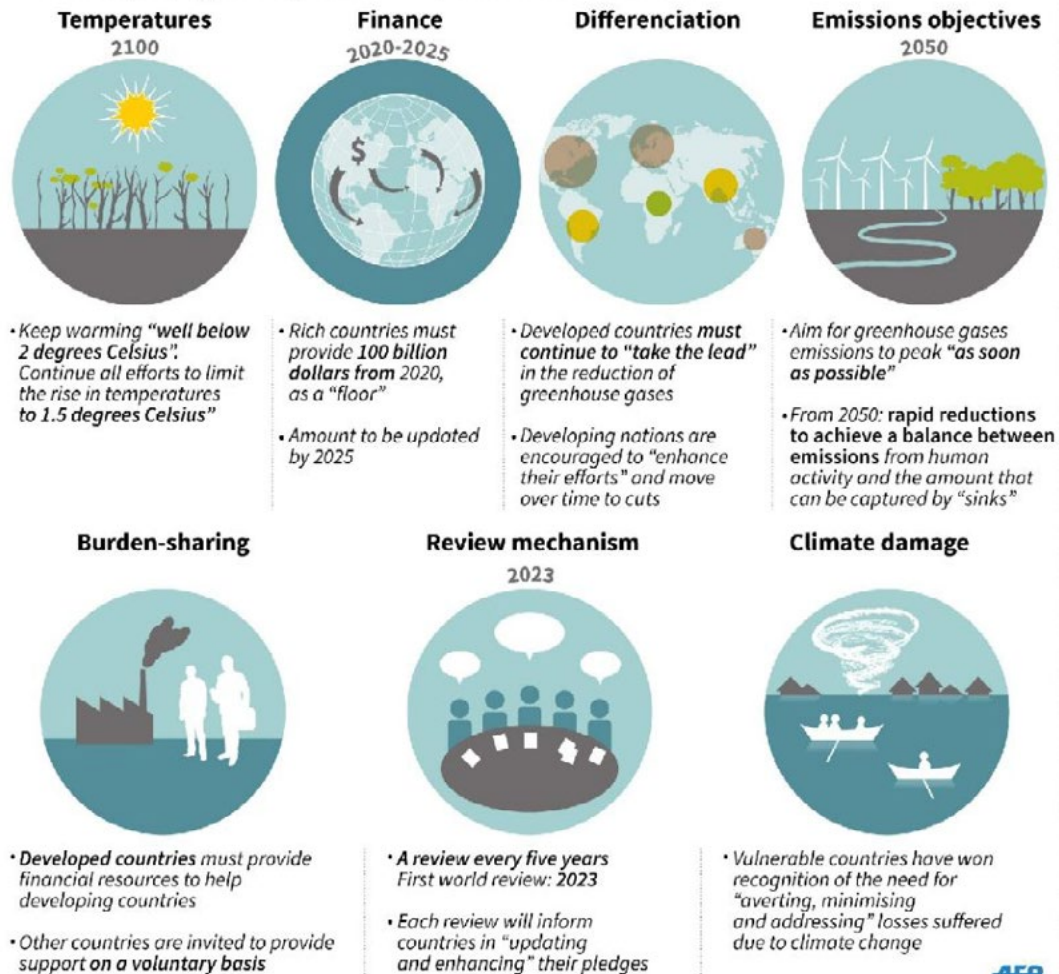 Temperatures
2100
Finance
2020-2025
Differenciation
Emissions objectives
2050
$
• Keep warming “well below
2 degrees Celsius”.
Continue all efforts to limit
the rise in temperatures
to 1.5 degrees Celsius”
• Rich countries must
provide 100 billion
dollars from 2020,
as a “floor”
• Amount to be updated
by 2025
• Developed countries must
continue to “take the lead”
in the reduction of
greenhouse gases
• Developing nations are
encouraged to “enhance
their efforts” and move
over time to cuts
• Aim for greenhouse gases
emissions to peak “as soon
as possible”
• From 2050: rapid reductions
to achieve a balance between
emissions from human
activity and the amount that
can be captured by “sinks”
Burden-sharing
Review mechanism
2023
Climate damage
• Developed countries must provide
financial resources to help
developing countries
• Other countries are invited to provide
support on a voluntary basis
• A review every five years
First world review: 2023
• Each review will inform
countries in “updating
and enhancing” their pledges
• Vulnerable countries have won
recognition of the need for
“averting, minimising
and addressing” losses suffered
due to climate change